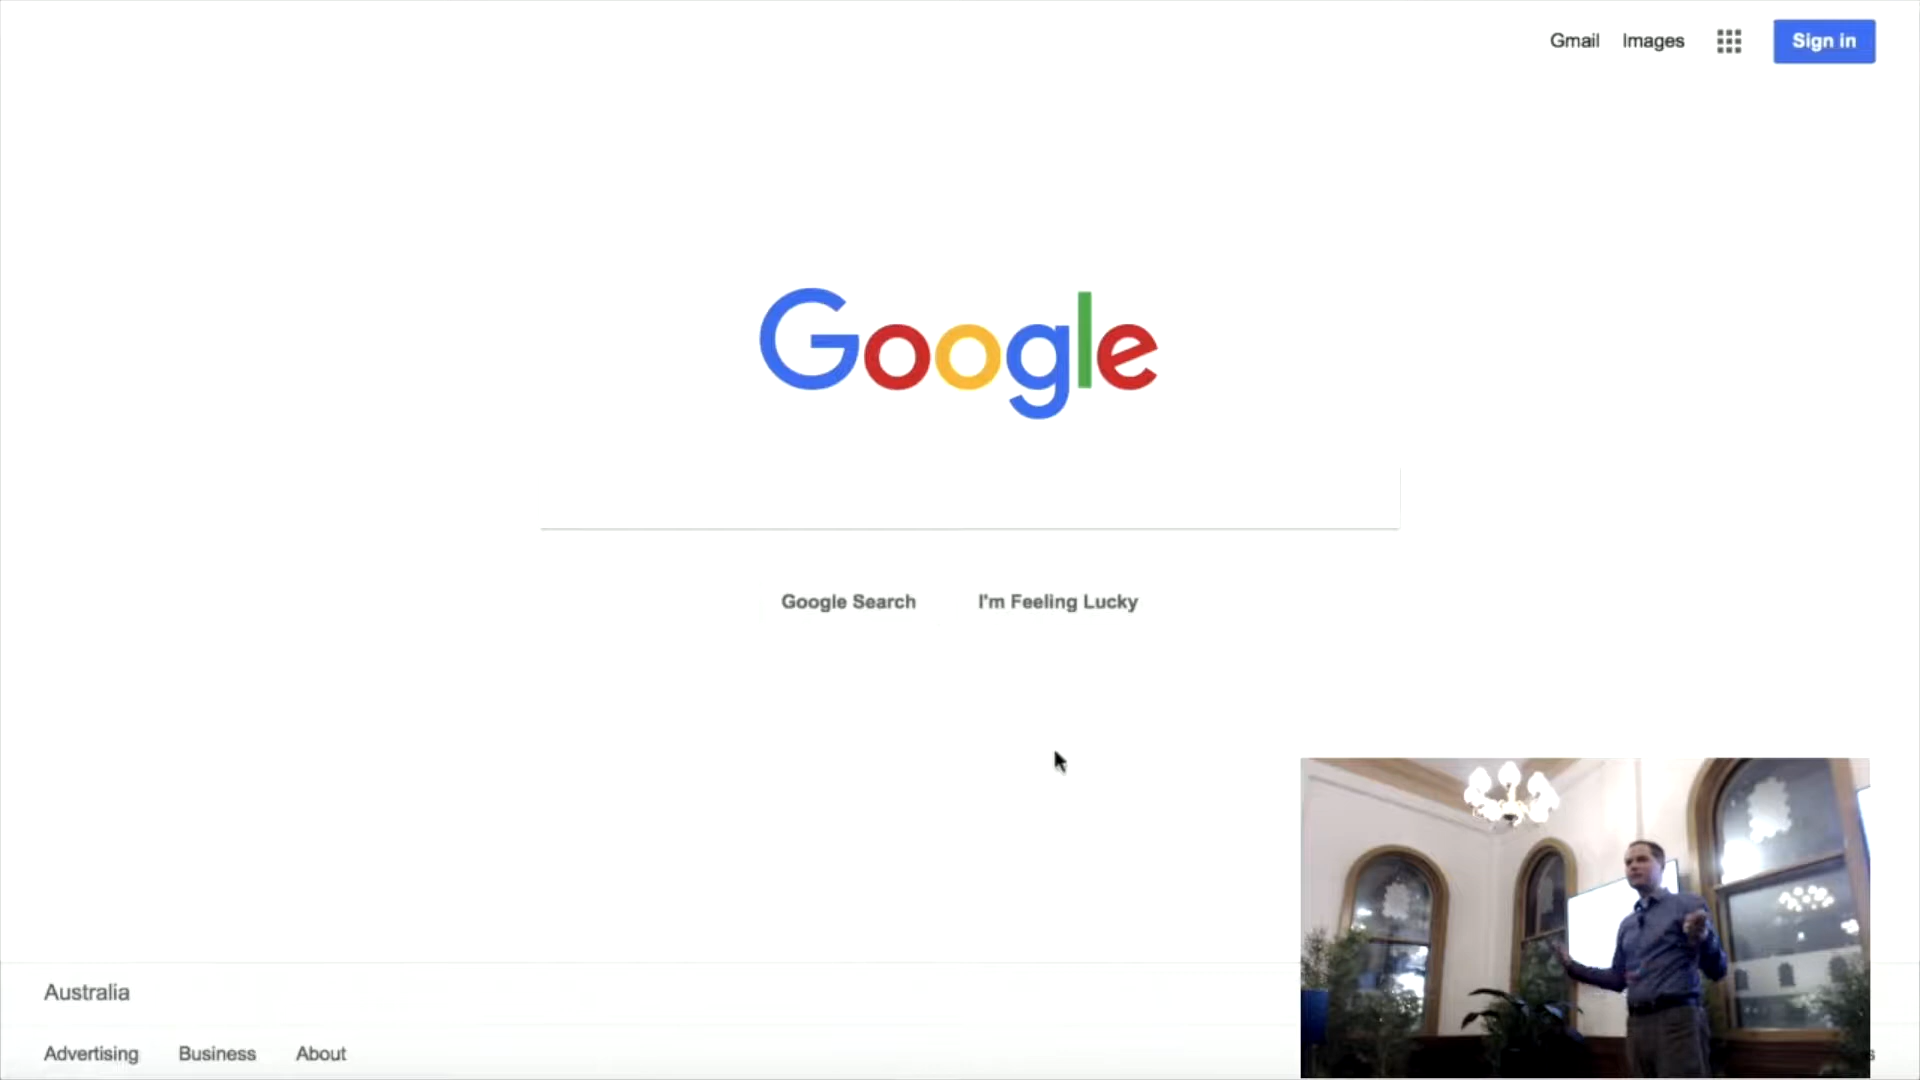 Gmail Images Sign in
Google
Google Search I'm Feeling Lucky
Australia
Advertising Business About